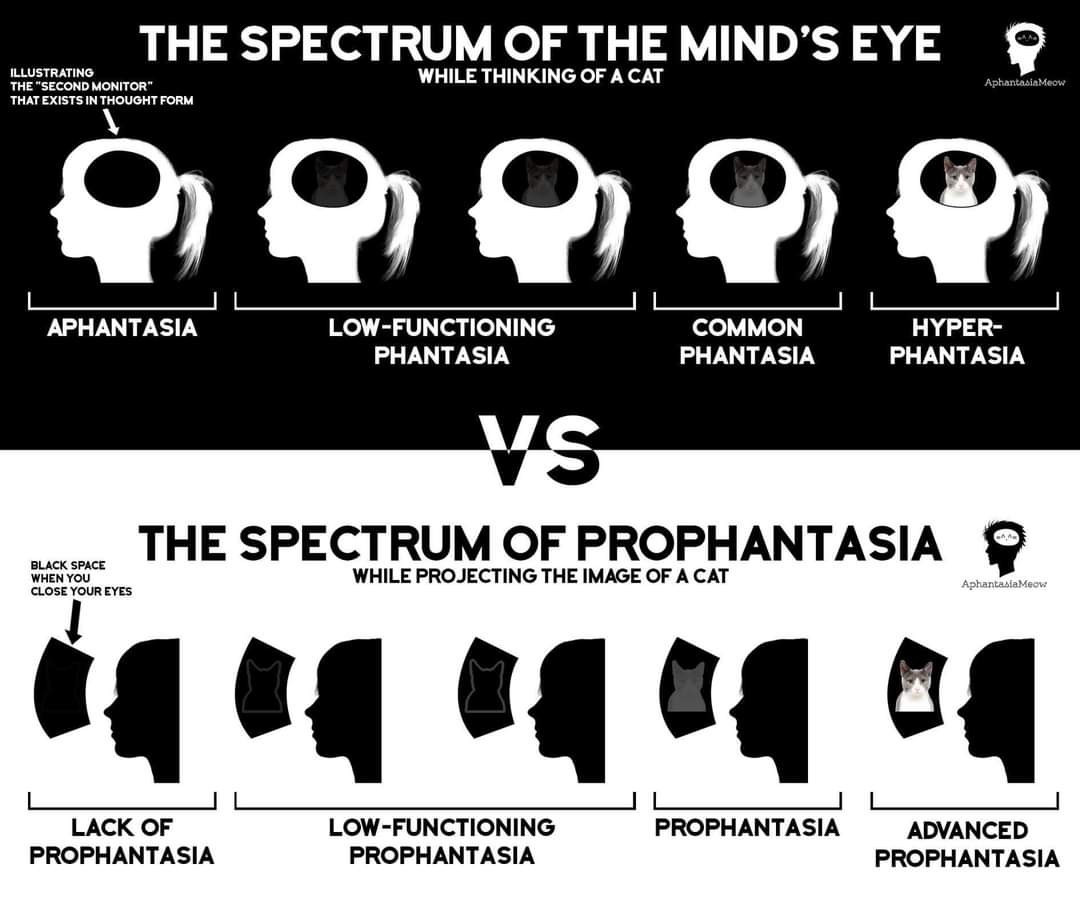 THE SPECTRUM OF THE MIND'S EYE
WHILE THINKING OF A CAT
AphantasiaMeow
ILLUSTRATING
THE "SECOND MONITOR"
THAT EXISTS IN THOUGHT FORM
APHANTASIA
LOW-FUNCTIONING
PHANTASIA
COMMON
PHANTASIA
HYPER-
PHANTASIA
VS
THE SPECTRUM OF PROPHANTASIA
WHILE PROJECTING THE IMAGE OF A CAT
AphantasiaMeow
BLACK SPACE
WHEN YOU
CLOSE YOUR EYES
LACK OF
PROPHANTASIA
LOW-FUNCTIONING
PROPHANTASIA
PROPHANTASIA
ADVANCED
PROPHANTASIA